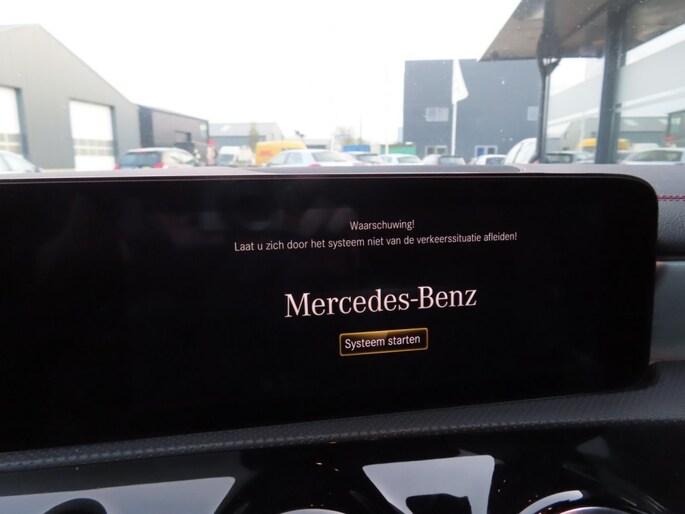 Waarschuwing!
Laat u zich door het systeem niet van de verkeerssituatie afleiden!
Mercedes-Benz
Systeem starten